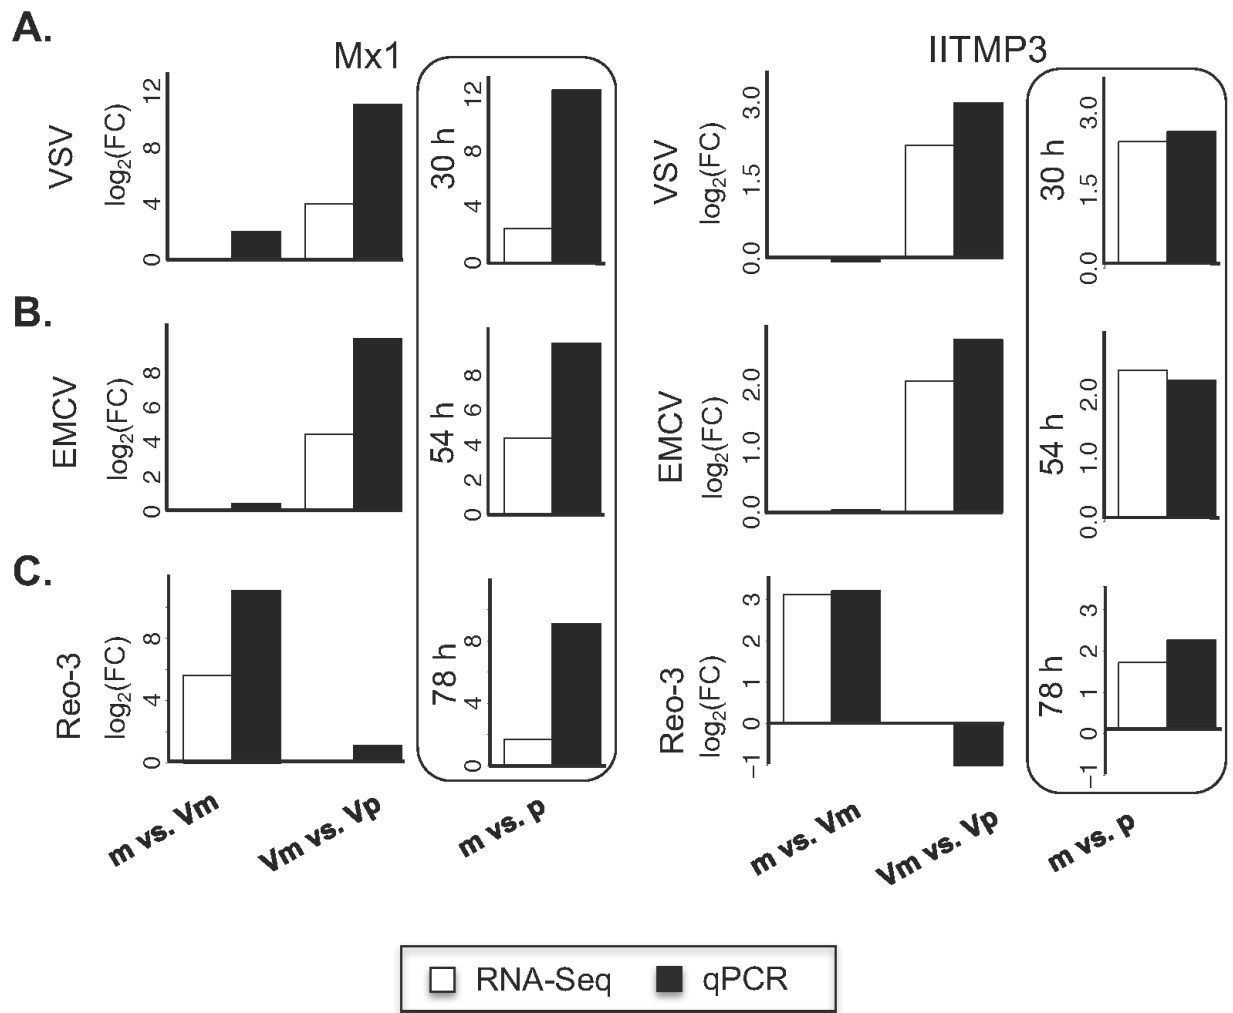 A.
Mx1
IITMP3
VSV
log2(FC)
0 4 8 12
30 h
0 4 8 12
VSV
log2(FC)
0.0 1.5 3.0
30 h
0.0 1.5 3.0
B.
EMCV
log2(FC)
0 2 4 6 8
54 h
0 2 4 6 8
EMCV
log2(FC)
0.0 1.0 2.0
54 h
0.0 1.0 2.0
C.
Reo-3
log2(FC)
0 4 8
78 h
0 4 8
Reo-3
log2(FC)
−1 0 1 2 3
78 h
−1 0 1 2 3
m vs. Vm
Vm vs. Vp
m vs. p
m vs. Vm
Vm vs. Vp
m vs. p
RNA-Seq
qPCR